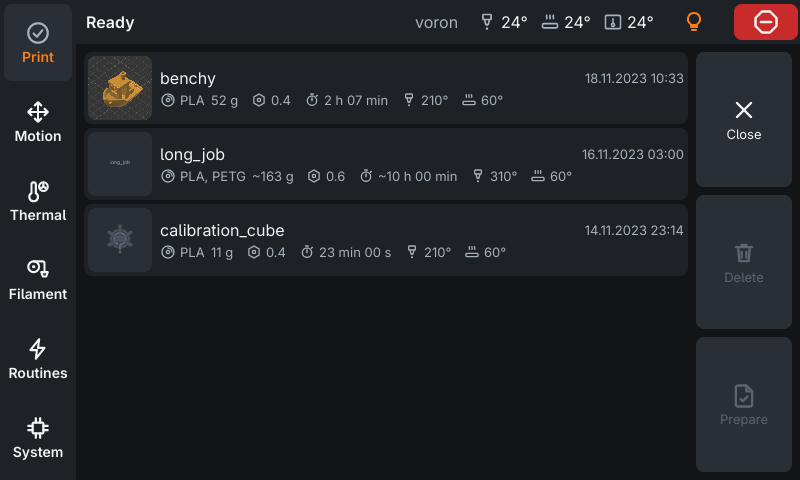 Ready voron 24° 24° 24°
Print
Motion
Thermal
Filament
Routines
System
benchy 18.11.2023 10:33
PLA 52 g 0.4 2 h 07 min 210° 60°
long_job
long_job 16.11.2023 03:00
PLA, PETG ~163 g 0.6 ~10 h 00 min 310° 60°
calibration_cube 14.11.2023 23:14
PLA 11 g 0.4 23 min 00 s 210° 60°
Close
Delete
Prepare